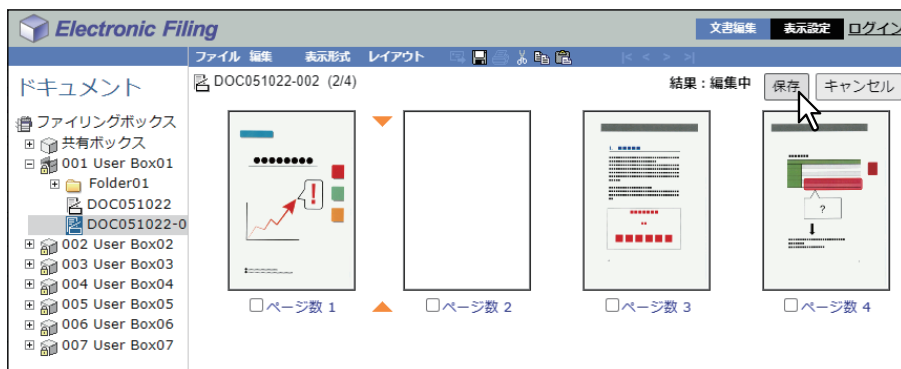 Electronic Filing
文書編集 表示設定 ログイン
ファイル 編集 表示形式 レイアウト |< < > >|
ドキュメント
DOC051022-002 (2/4) 結果：編集中 保存 キャンセル
ファイリングボックス
共有ボックス
001 User Box01
Folder01
DOC051022
DOC051022-0
002 User Box02
003 User Box03
004 User Box04
005 User Box05
006 User Box06
007 User Box07
!
1.
?
ページ数 1
ページ数 2
ページ数 3
ページ数 4